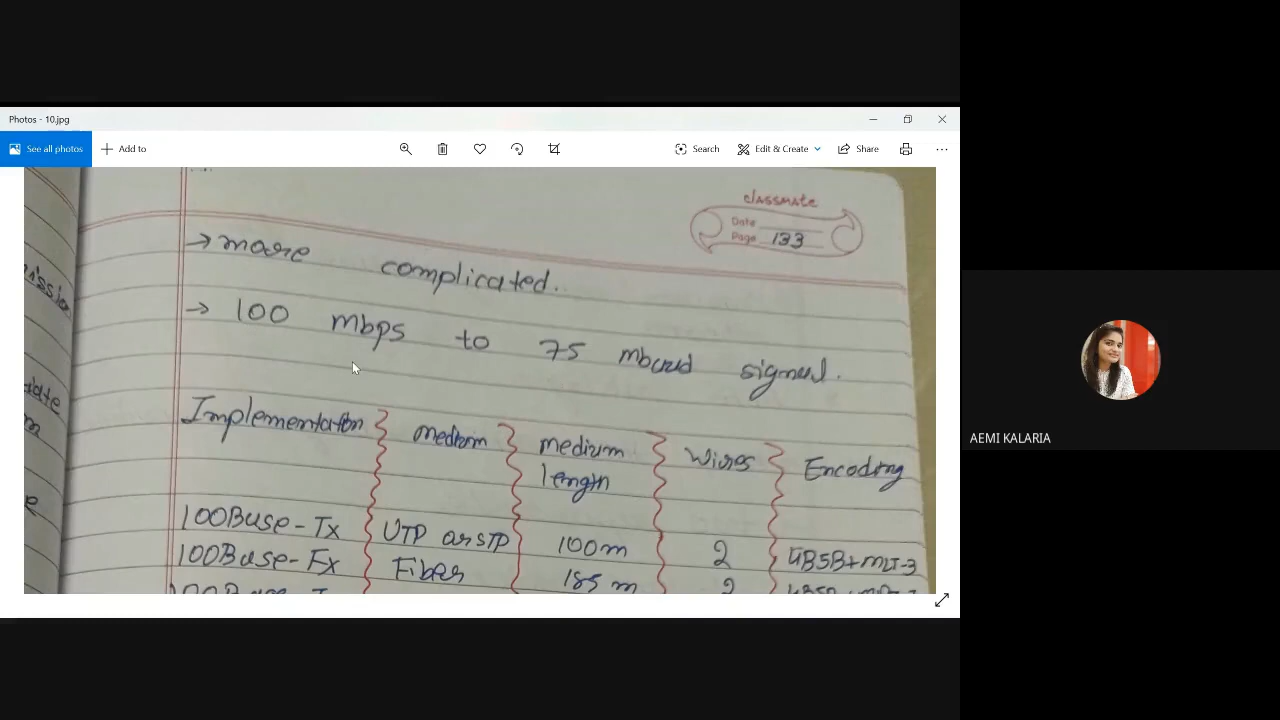 Photos - 10.jpg
See all photos
Add to
Search
Edit & Create
Share
classmate
Date
Page 133
→ more complicated.
→ 100 mbps to 75 mbaud signal.
Implementation medium medium length Wires Encoding
100Base-Tx UTP or STP 100m 2 4B5B+MLT-3
100Base-Fx Fiber 185 m 2
AEMI KALARIA